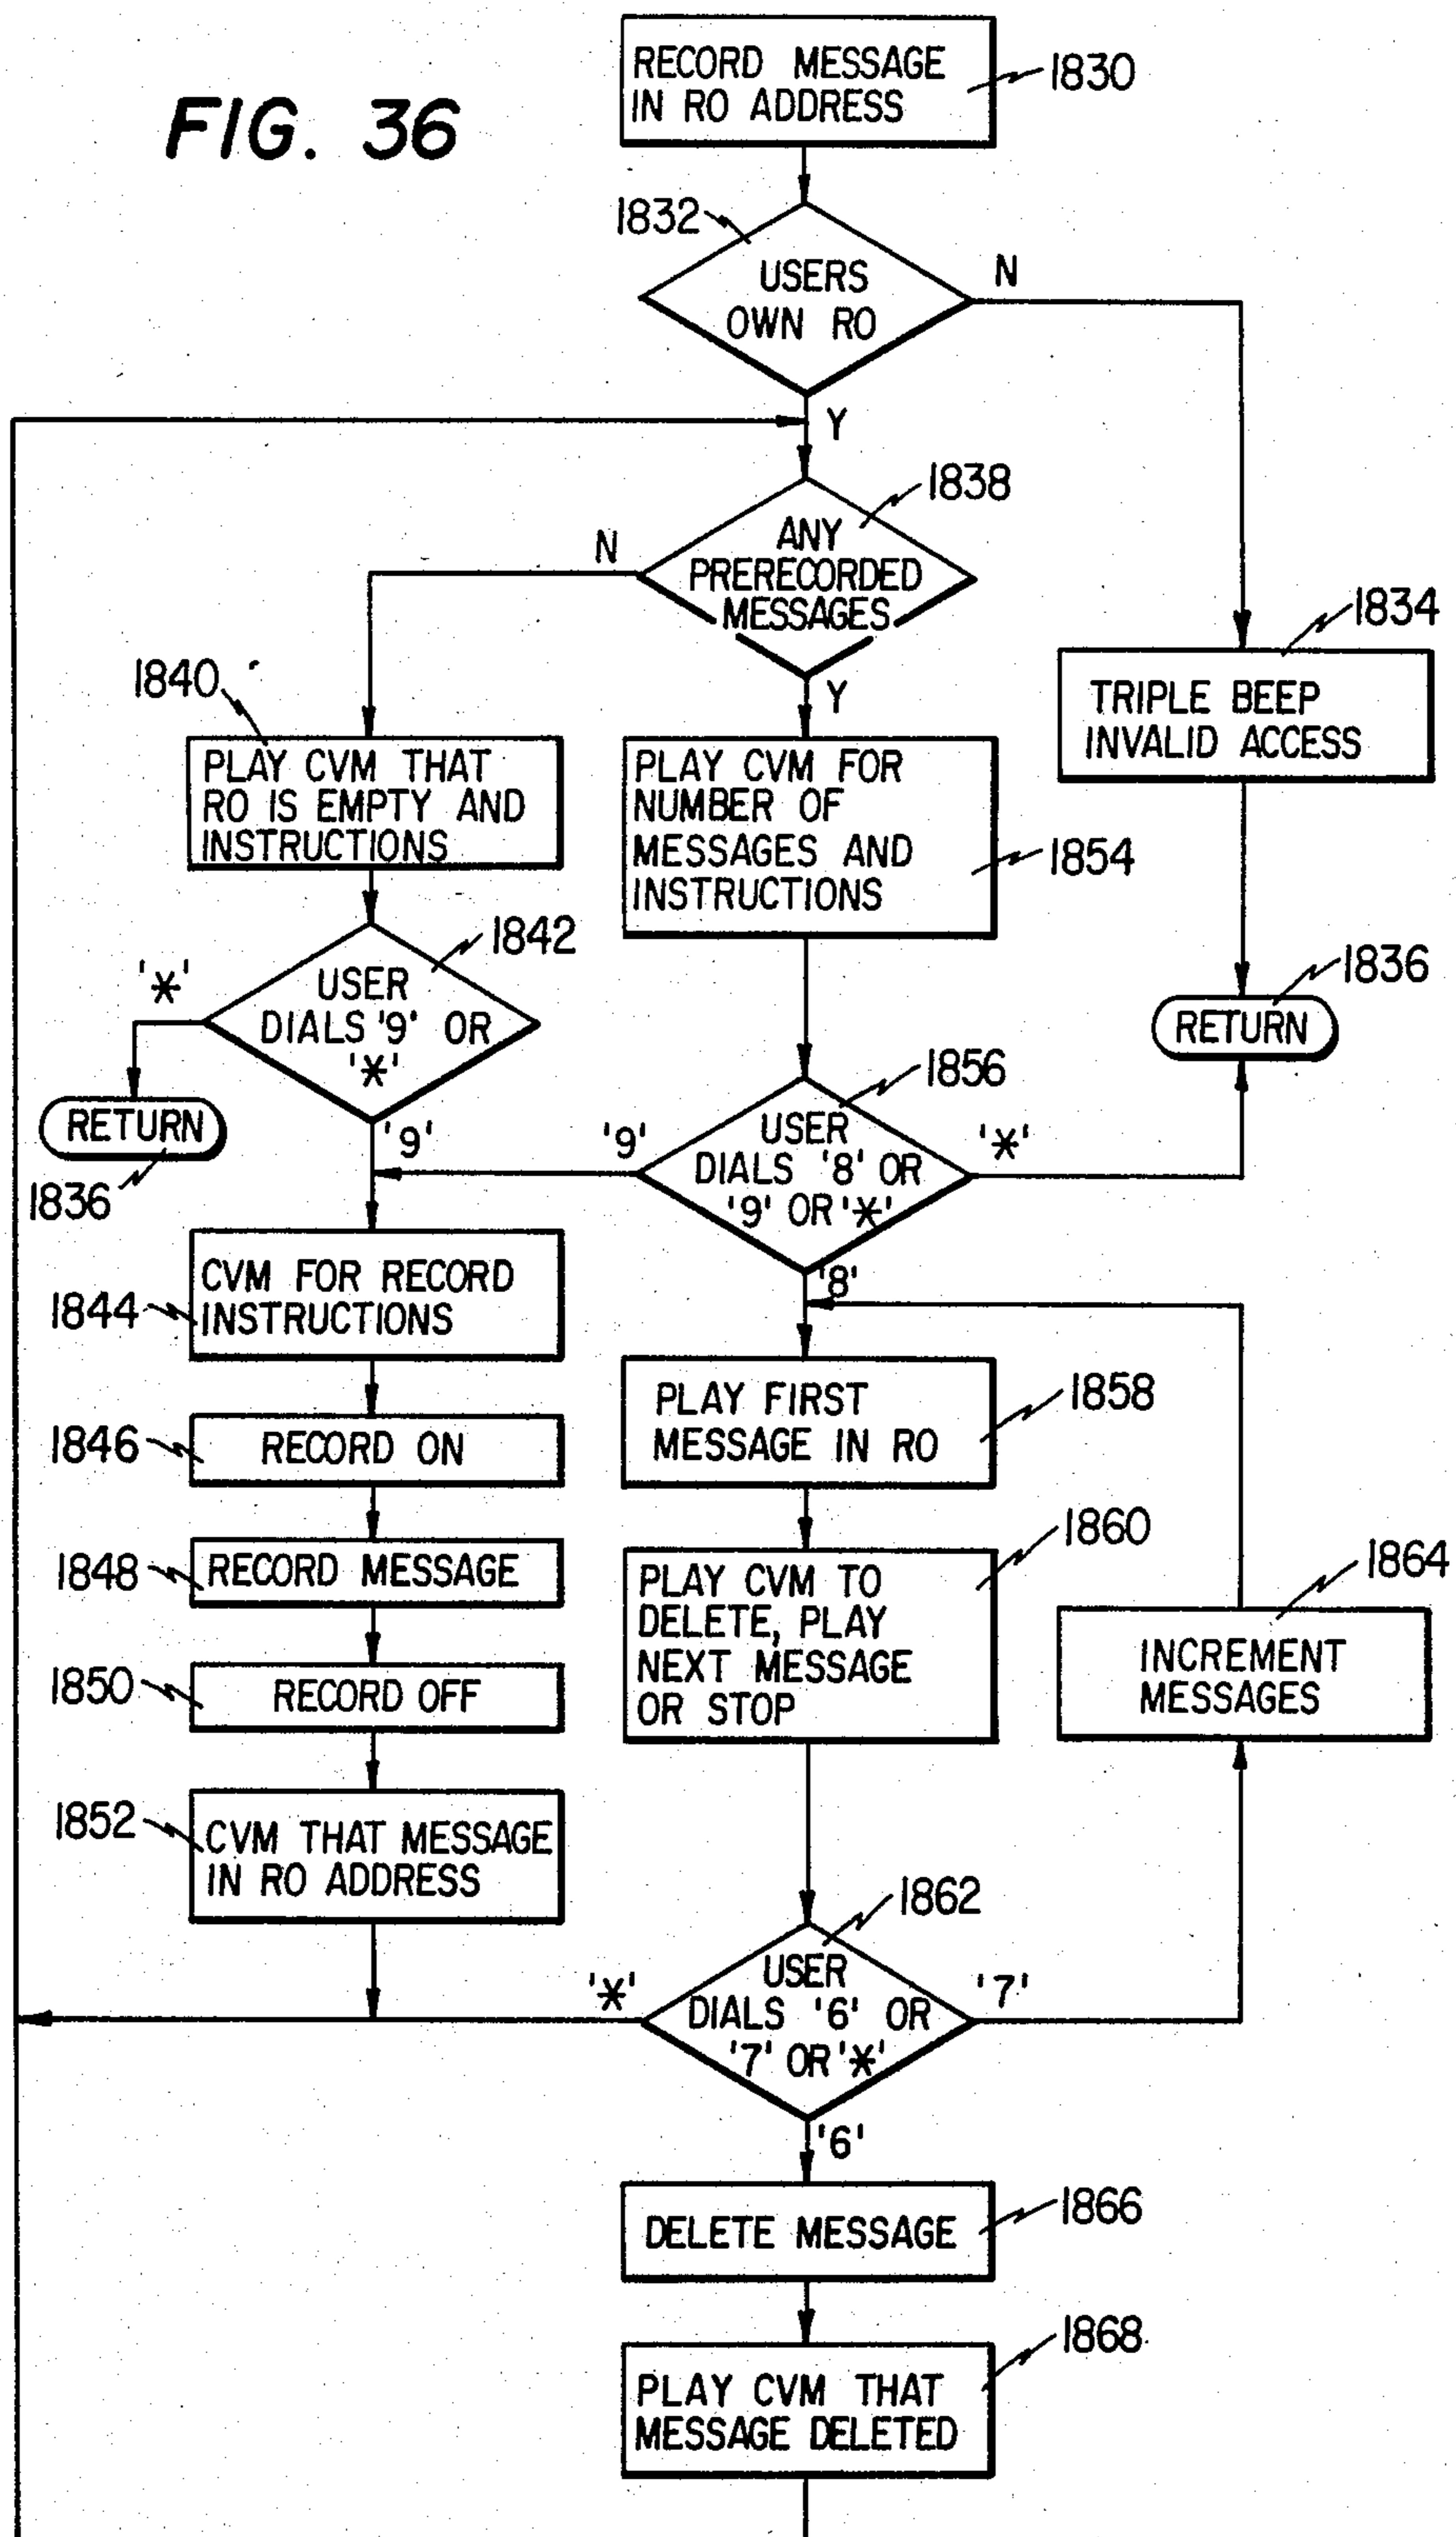 FIG. 36
RECORD MESSAGE
IN RO ADDRESS
1830
1832
USERS
OWN RO
N
Y
1838
ANY
PRERECORDED
MESSAGES
N
Y
1834
TRIPLE BEEP
INVALID ACCESS
1840
PLAY CVM THAT
RO IS EMPTY AND
INSTRUCTIONS
PLAY CVM FOR
NUMBER OF
MESSAGES AND
INSTRUCTIONS
1854
1842
USER
DIALS '9' OR
'*'
'*'
RETURN
1836
'9'
1836
RETURN
1856
USER
DIALS '8' OR
'9' OR '*'
'9'
'*'
'8'
1844
CVM FOR RECORD
INSTRUCTIONS
1846
RECORD ON
1848
RECORD MESSAGE
1850
RECORD OFF
1852
CVM THAT MESSAGE
IN RO ADDRESS
PLAY FIRST
MESSAGE IN RO
1858
1860
PLAY CVM TO
DELETE, PLAY
NEXT MESSAGE
OR STOP
1864
INCREMENT
MESSAGES
1862
USER
DIALS '6' OR
'7' OR '*'
'*'
'7'
'6'
DELETE MESSAGE
1866
1868
PLAY CVM THAT
MESSAGE DELETED